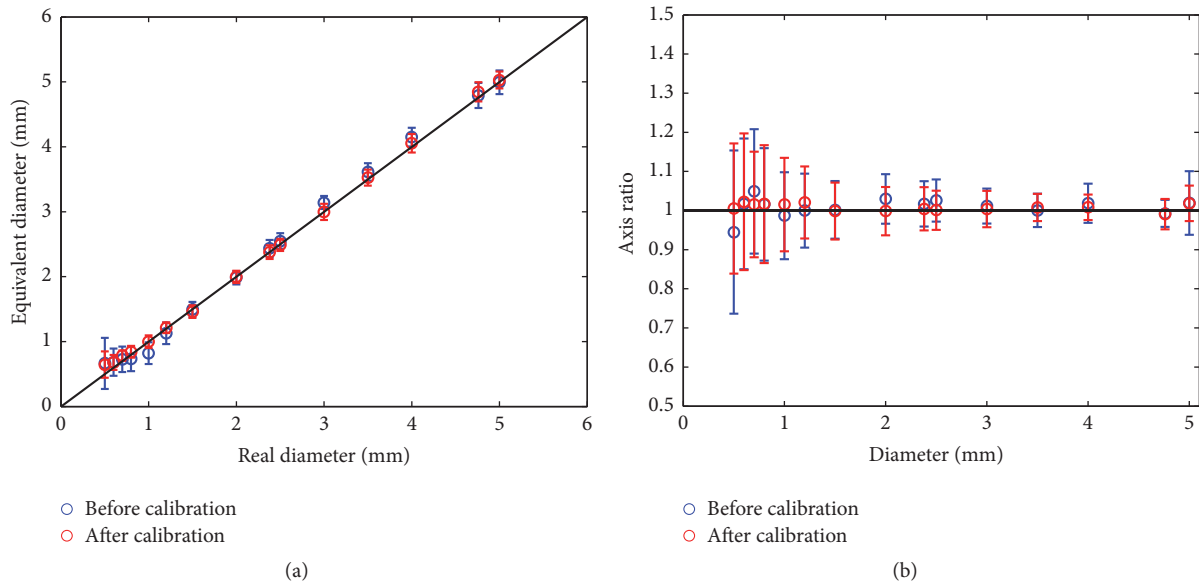 6
5
4
3
2
1
0
Equivalent diameter (mm)
0 1 2 3 4 5 6
Real diameter (mm)
Before calibration
After calibration
(a)
1.5
1.4
1.3
1.2
1.1
1
0.9
0.8
0.7
0.6
0.5
Axis ratio
0 1 2 3 4 5
Diameter (mm)
Before calibration
After calibration
(b)